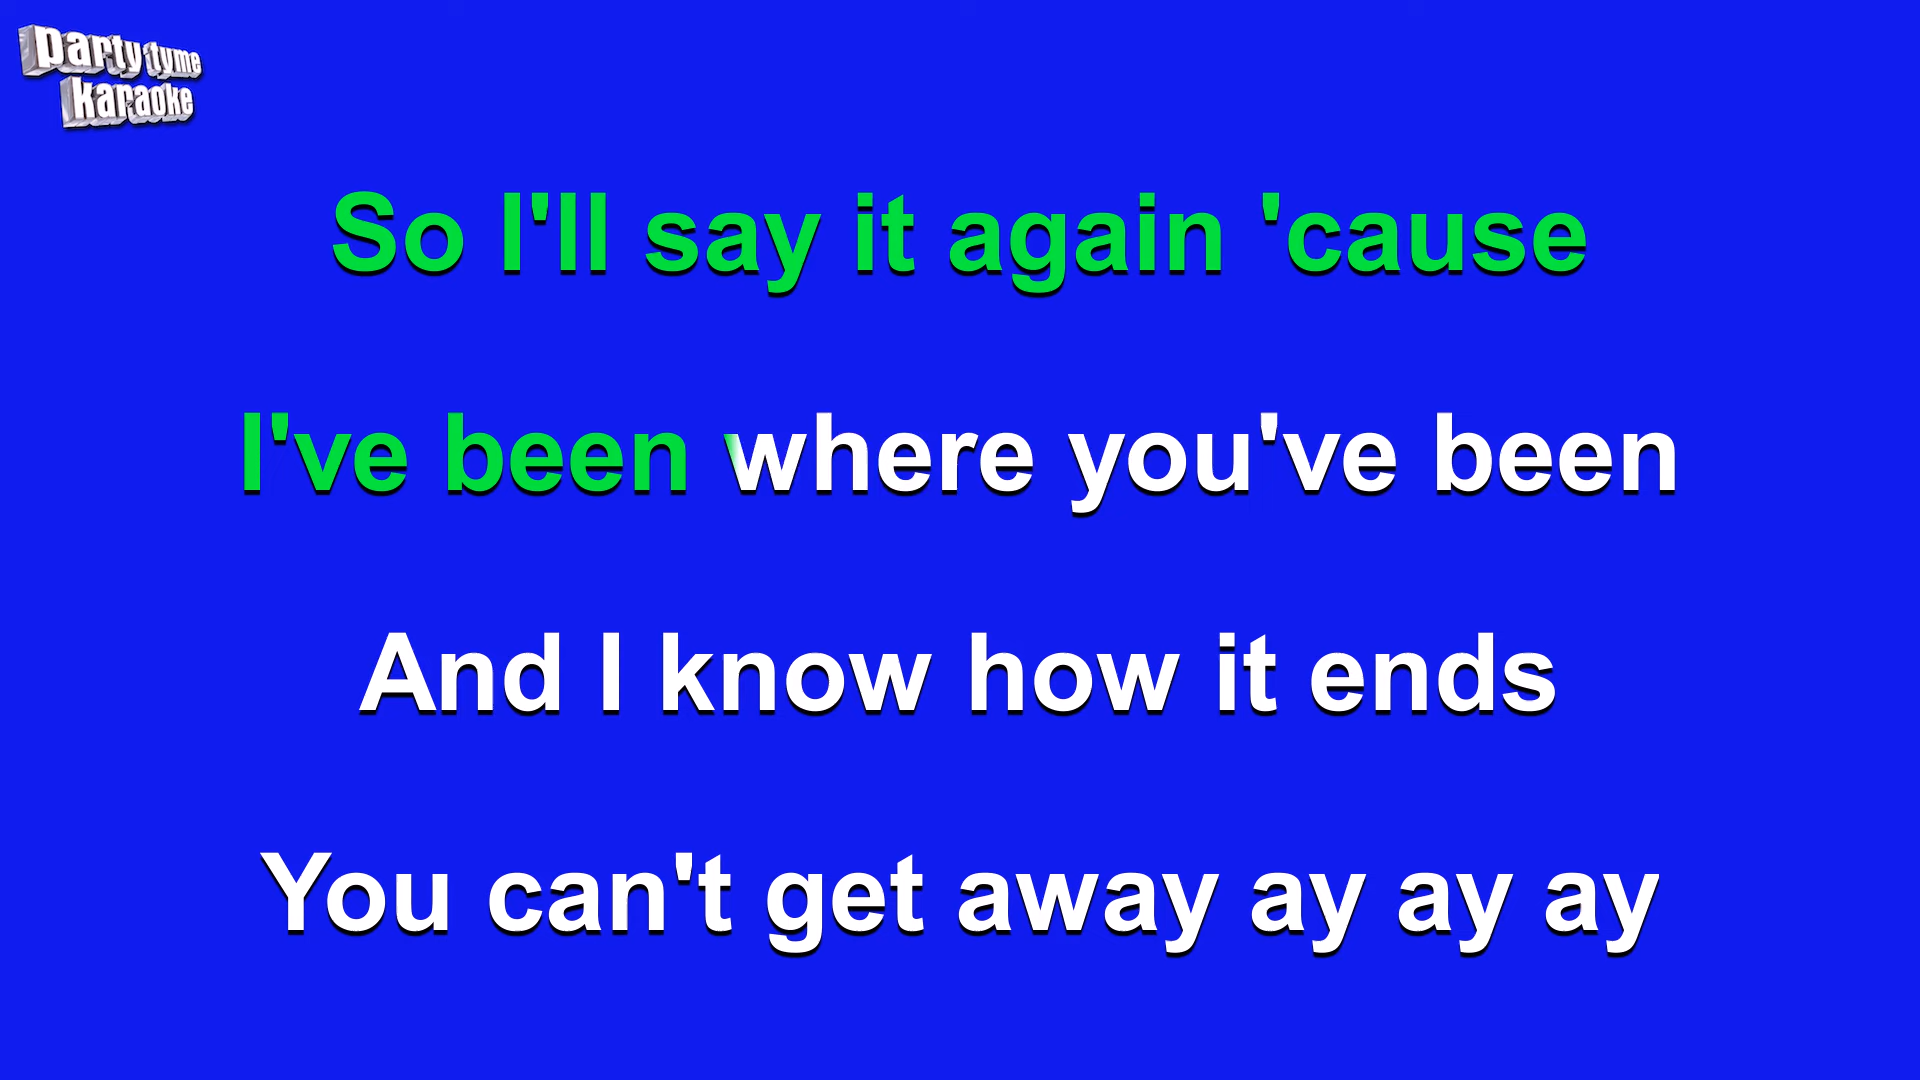 party tyme
karaoke
So I'll say it again 'cause
I've been where you've been
And I know how it ends
You can't get away ay ay ay